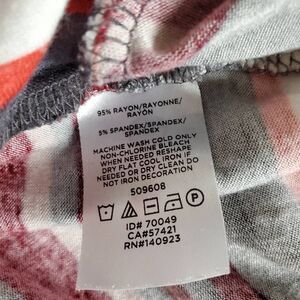 95% RAYON/RAYONNE/
RAYÓN
5% SPANDEX/SPANDEX/
SPANDEX
MACHINE WASH COLD ONLY
NON-CHLORINE BLEACH
WHEN NEEDED RESHAPE
DRY FLAT COOL IRON IF
NEEDED OR DRY CLEAN DO
NOT IRON DECORATION
509608
ID# 70049
CA#57421
RN#140923